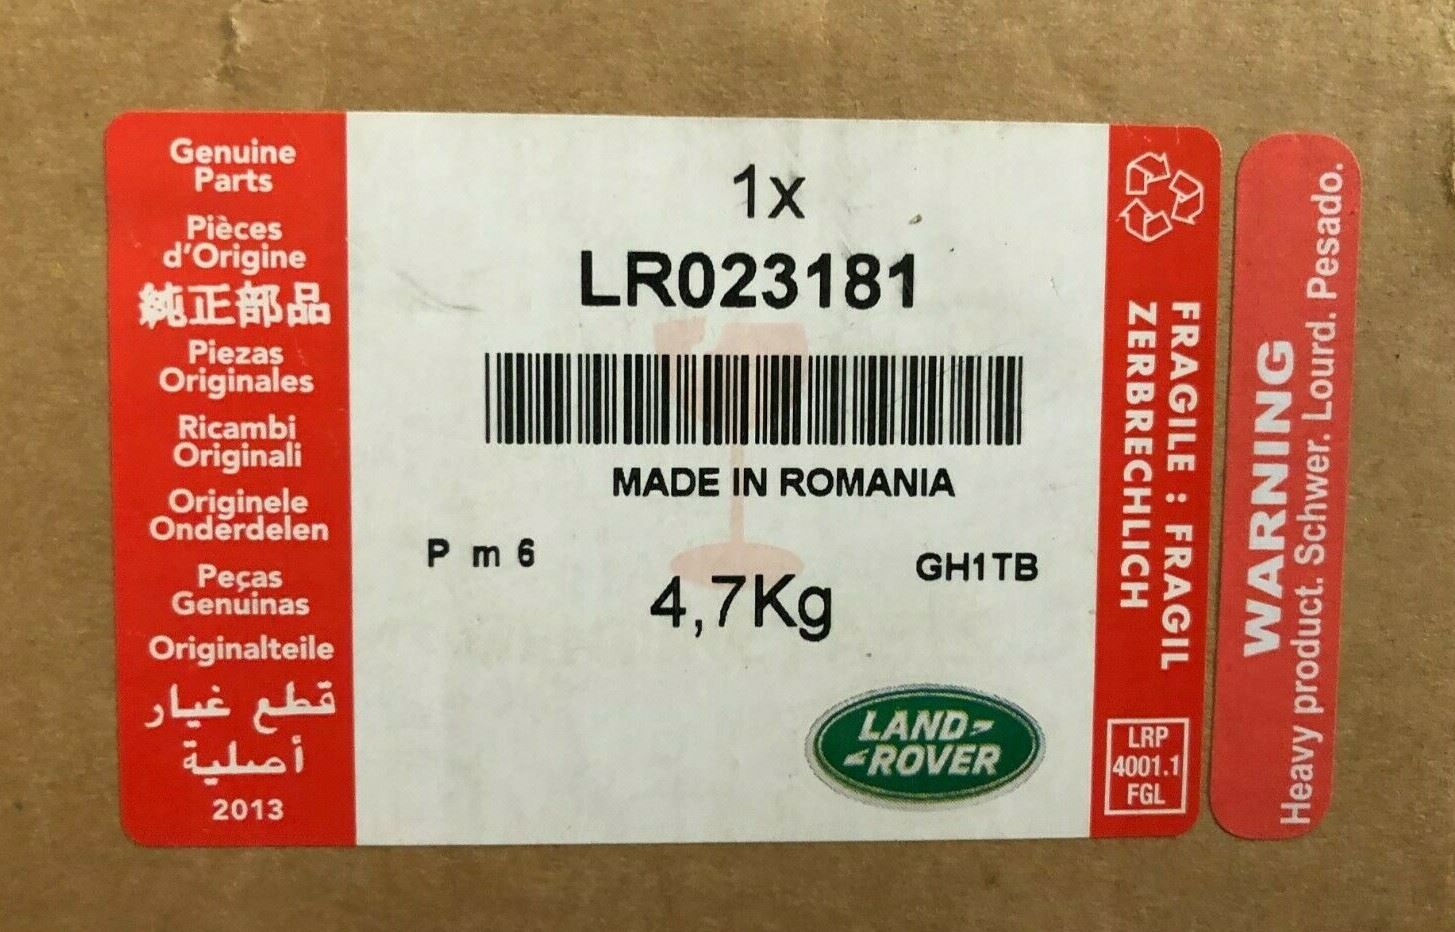 Genuine
Parts
Pièces
d'Origine
純正部品
Piezas
Originales
Ricambi
Originali
Originele
Onderdelen
Peças
Genuinas
Originalteile
قطع غيار
أصلية
2013
1x
LR023181
MADE IN ROMANIA
P m 6
GH1TB
4,7Kg
LAND-
-ROVER
FRAGILE : FRAGIL
ZERBRECHLICH
LRP
4001.1
FGL
WARNING
Heavy product. Schwer. Lourd. Pesado.